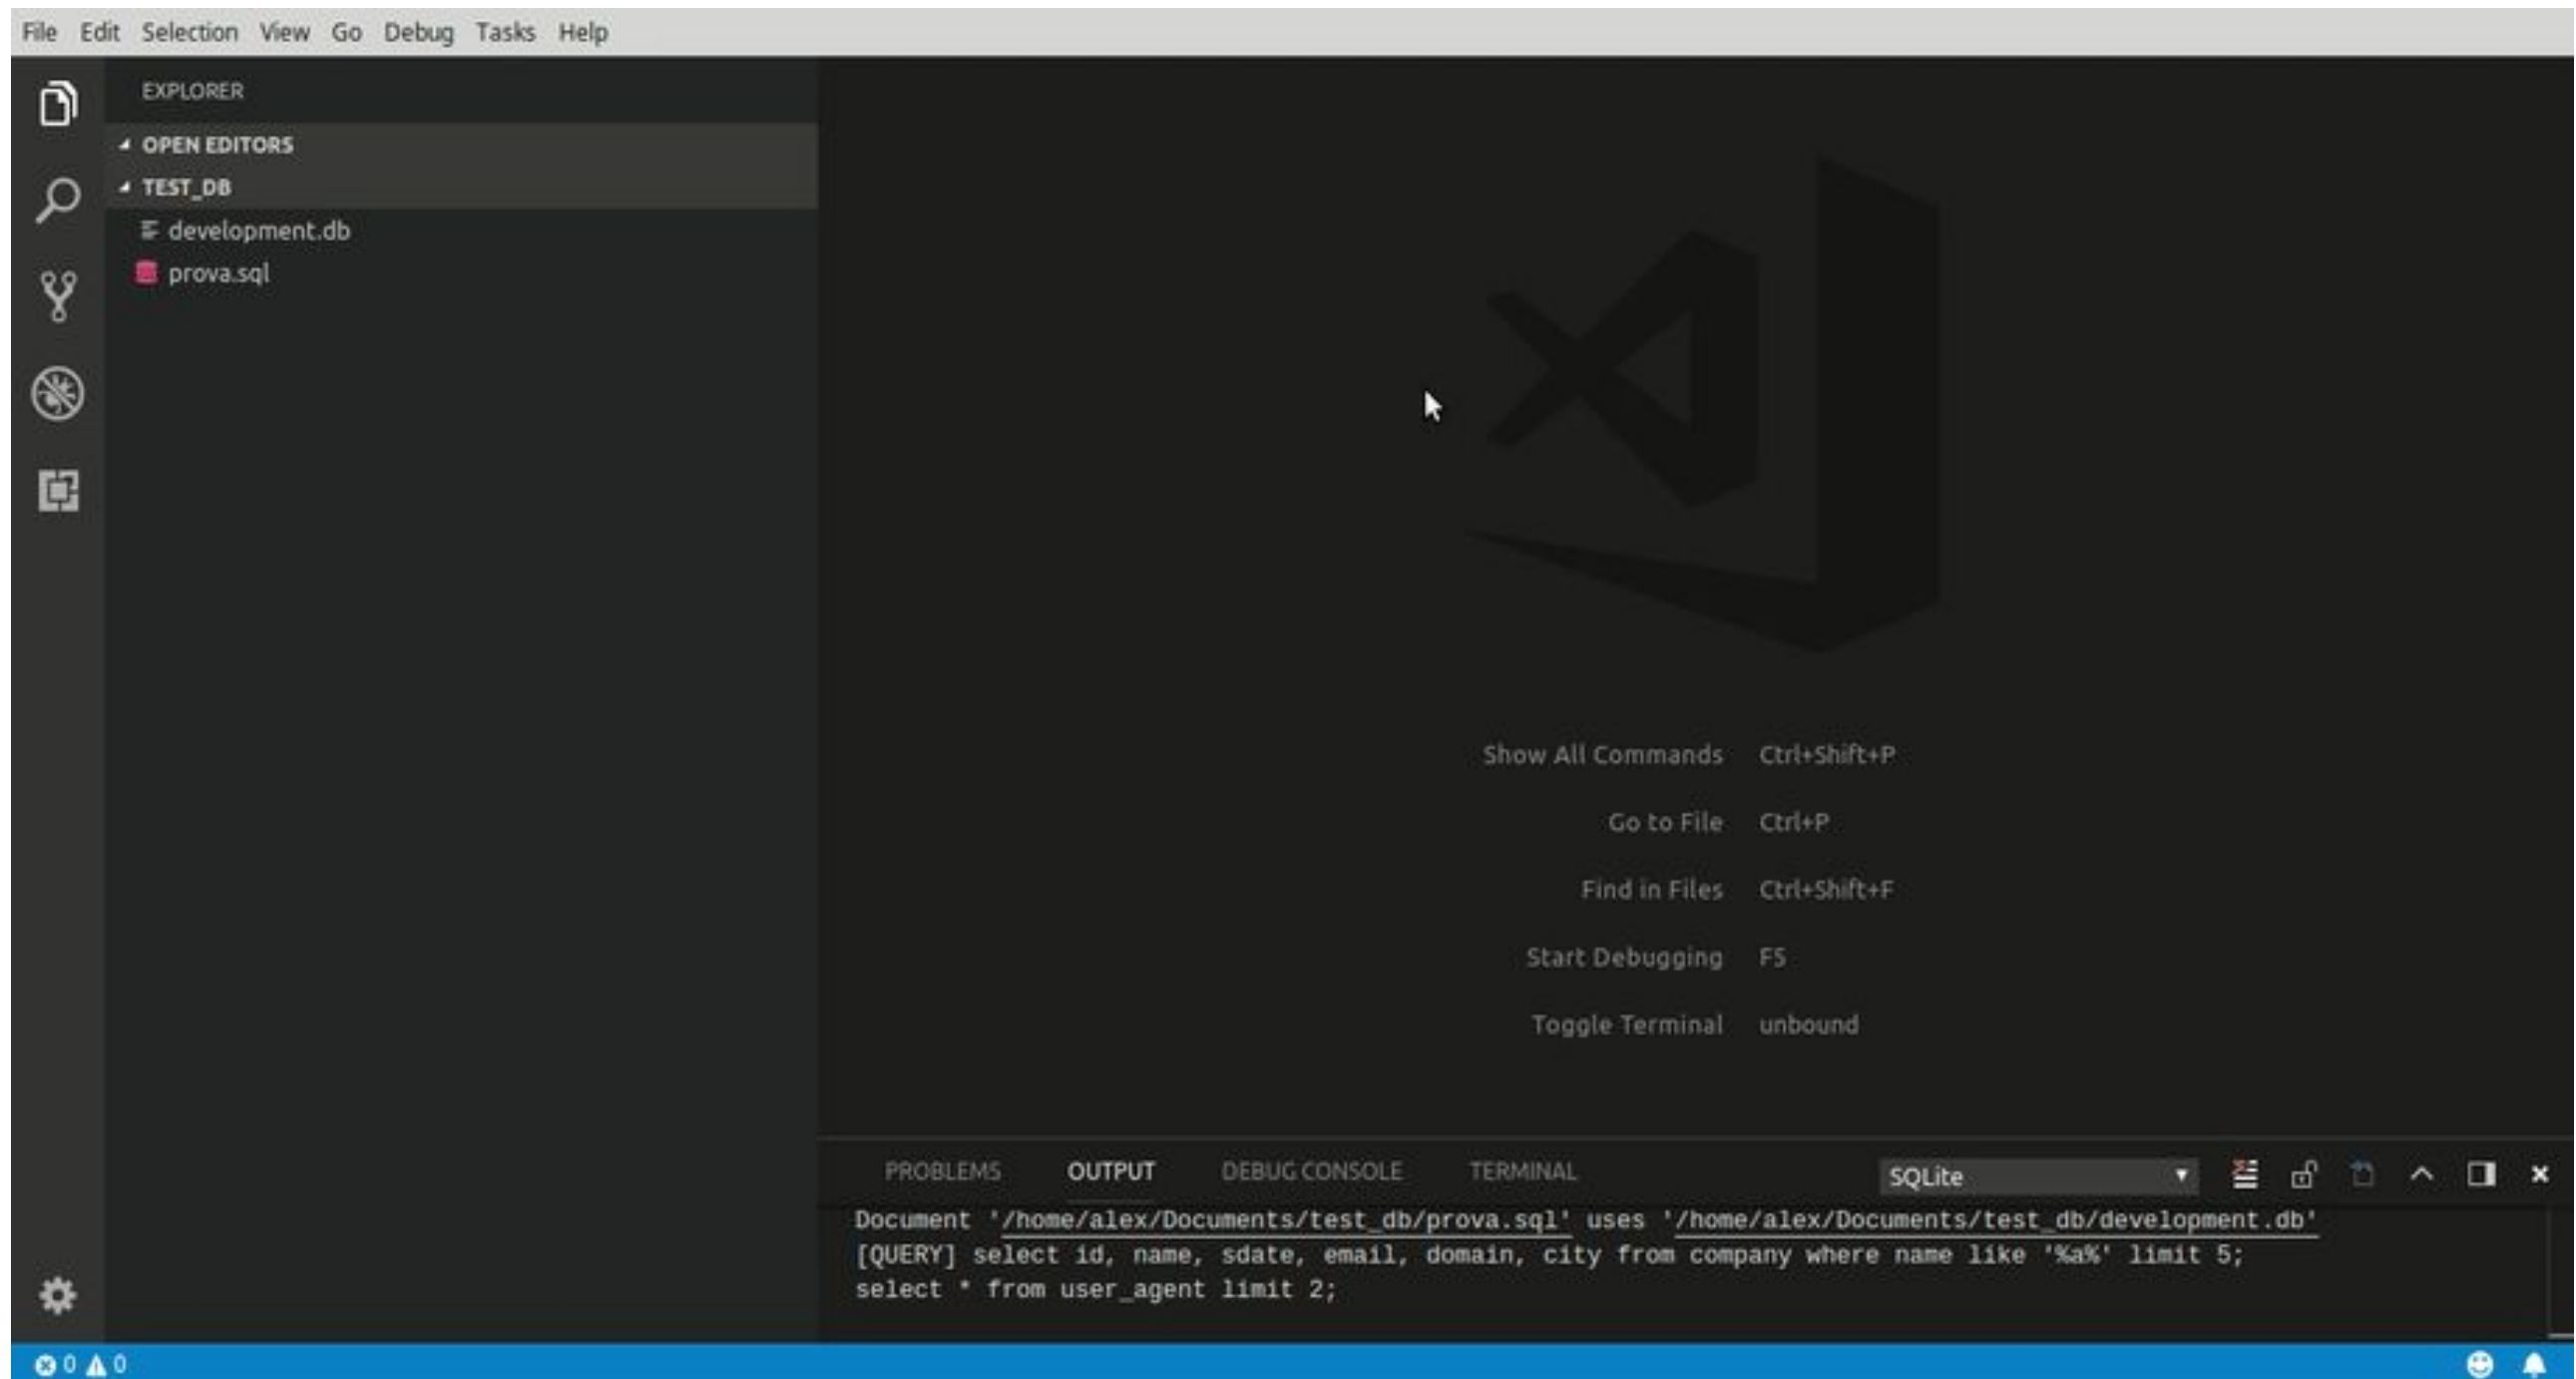 File Edit Selection View Go Debug Tasks Help
EXPLORER
OPEN EDITORS
TEST_DB
development.db
prova.sql
Show All Commands Ctrl+Shift+P
Go to File Ctrl+P
Find in Files Ctrl+Shift+F
Start Debugging F5
Toggle Terminal unbound
PROBLEMS OUTPUT DEBUG CONSOLE TERMINAL SQLite
Document '/home/alex/Documents/test_db/prova.sql' uses '/home/alex/Documents/test_db/development.db'
[QUERY] select id, name, sdate, email, domain, city from company where name like '%a%' limit 5;
select * from user_agent limit 2;
0 0